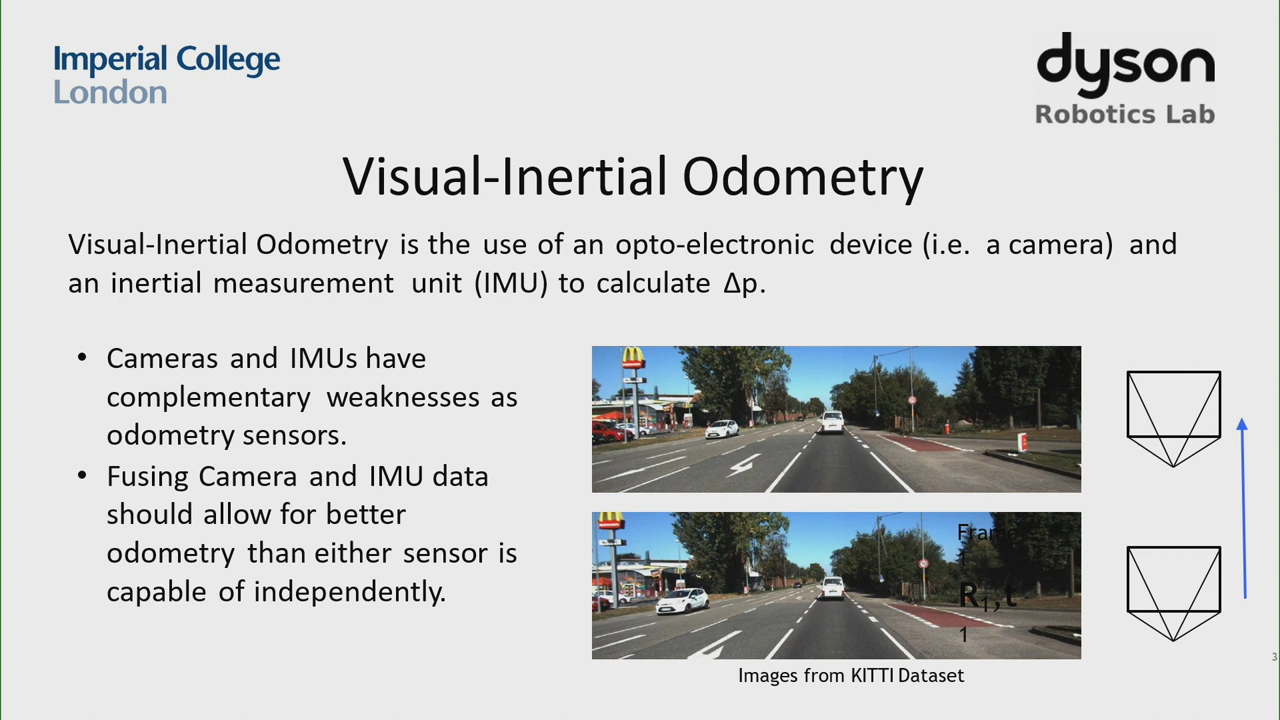 Imperial College
London
dyson
Robotics Lab
Visual-Inertial Odometry
Visual-Inertial Odometry is the use of an opto-electronic device (i.e. a camera) and
an inertial measurement unit (IMU) to calculate Δp.
• Cameras and IMUs have
complementary weaknesses as
odometry sensors.
• Fusing Camera and IMU data
should allow for better
odometry than either sensor is
capable of independently.
R₁,t
1
Images from KITTI Dataset
3